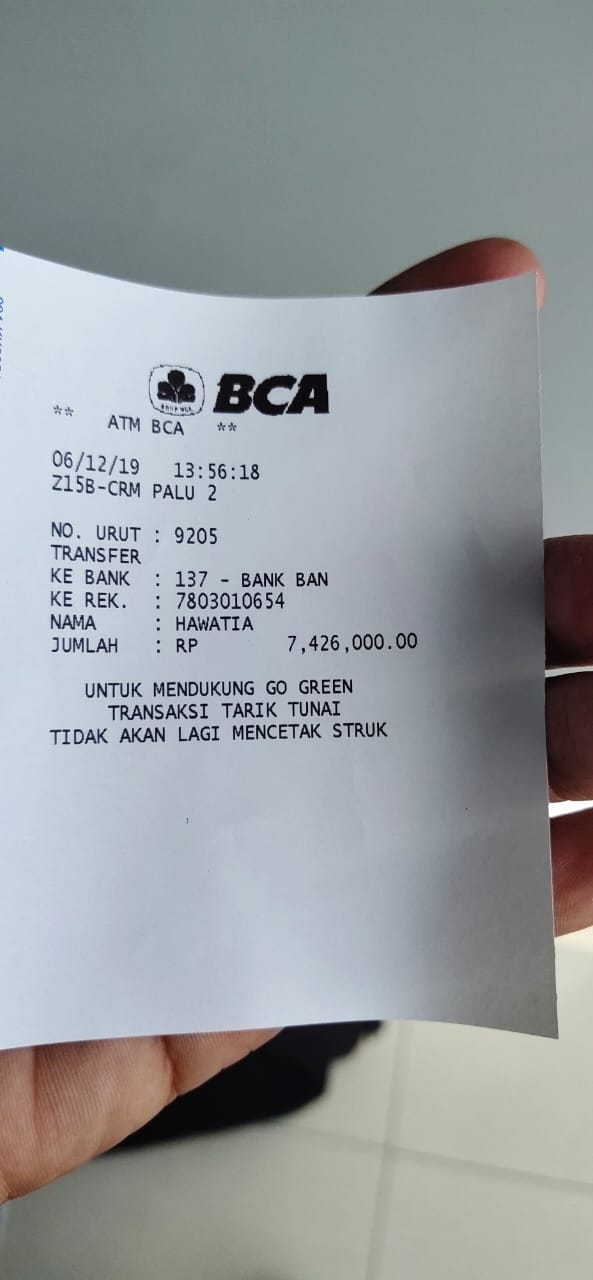 BCA
** ATM BCA **
06/12/19 13:56:18
Z15B-CRM PALU 2
NO. URUT : 9205
TRANSFER
KE BANK : 137 - BANK BAN
KE REK. : 7803010654
NAMA : HAWATIA
JUMLAH : RP 7,426,000.00
UNTUK MENDUKUNG GO GREEN
TRANSAKSI TARIK TUNAI
TIDAK AKAN LAGI MENCETAK STRUK